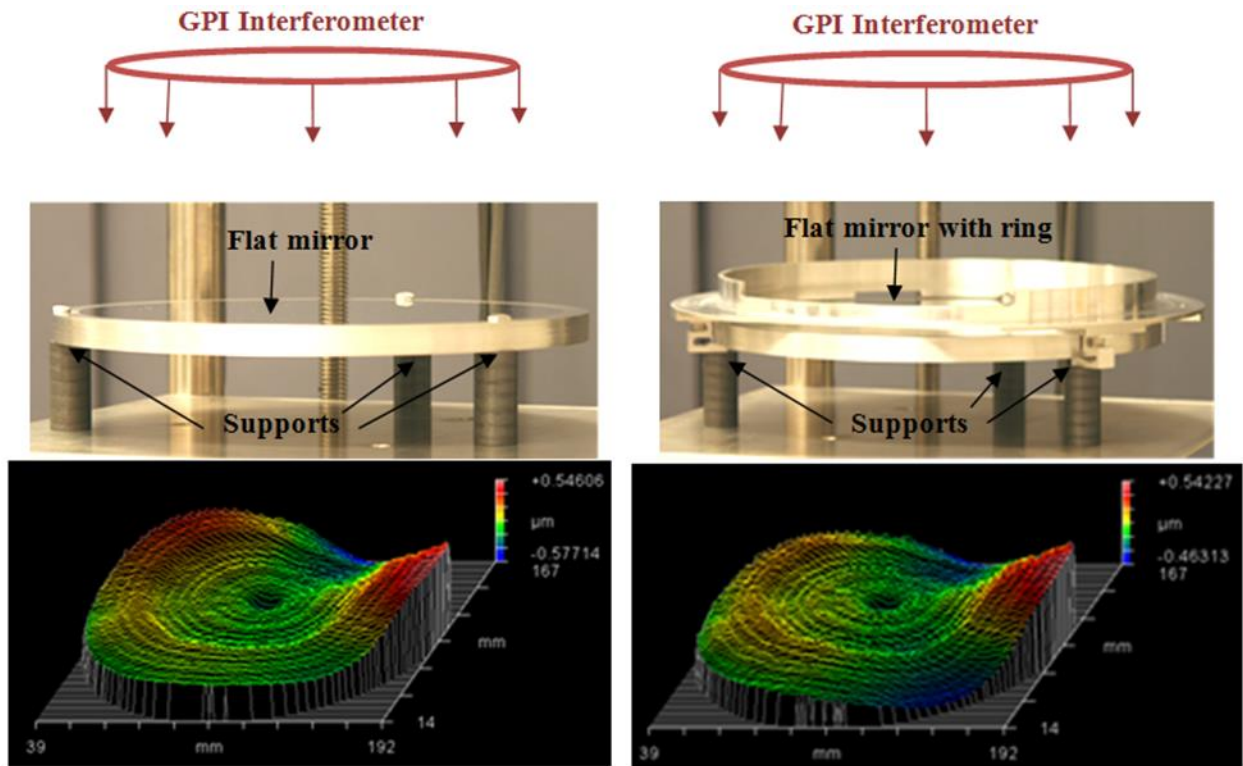 GPI Interferometer
GPI Interferometer
Flat mirror
Supports
Flat mirror with ring
Supports
+0.54606
µm
-0.57714
167
mm
14
39
mm
192
+0.54227
µm
-0.46313
167
mm
14
39
mm
192